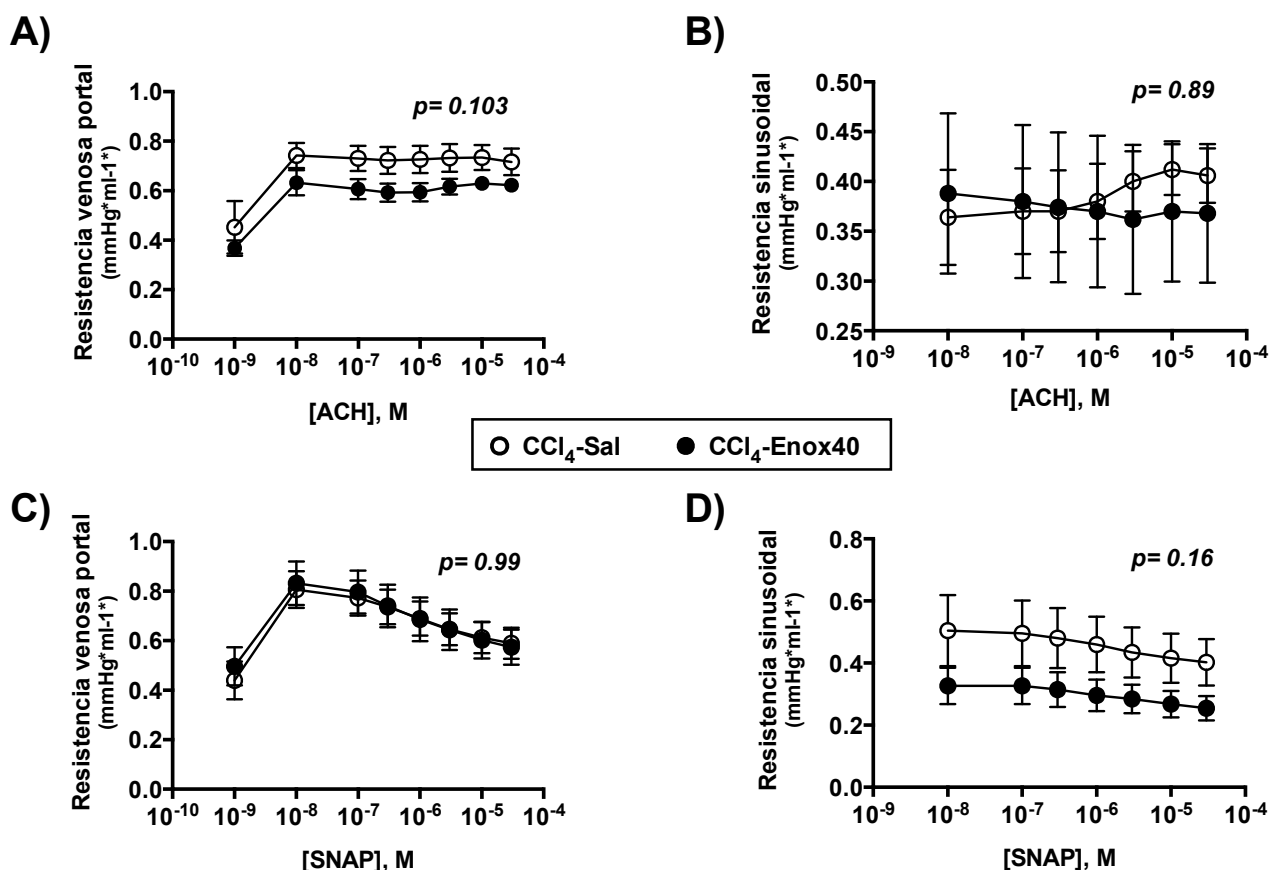 A)
Resistencia venosa portal
(mmHg*ml-1*)
p= 0.103
1.0
0.8
0.6
0.4
0.2
0.0
10-10 10-9 10-8 10-7 10-6 10-5 10-4
[ACH], M
B)
Resistencia sinusoidal
(mmHg*ml-1*)
p= 0.89
0.50
0.45
0.40
0.35
0.30
0.25
10-9 10-8 10-7 10-6 10-5 10-4
[ACH], M
CCl4-Sal CCl4-Enox40
C)
Resistencia venosa portal
(mmHg*ml-1*)
p= 0.99
1.0
0.8
0.6
0.4
0.2
0.0
10-10 10-9 10-8 10-7 10-6 10-5 10-4
[SNAP], M
D)
Resistencia sinusoidal
(mmHg*ml-1*)
p= 0.16
0.8
0.6
0.4
0.2
0.0
10-9 10-8 10-7 10-6 10-5 10-4
[SNAP], M